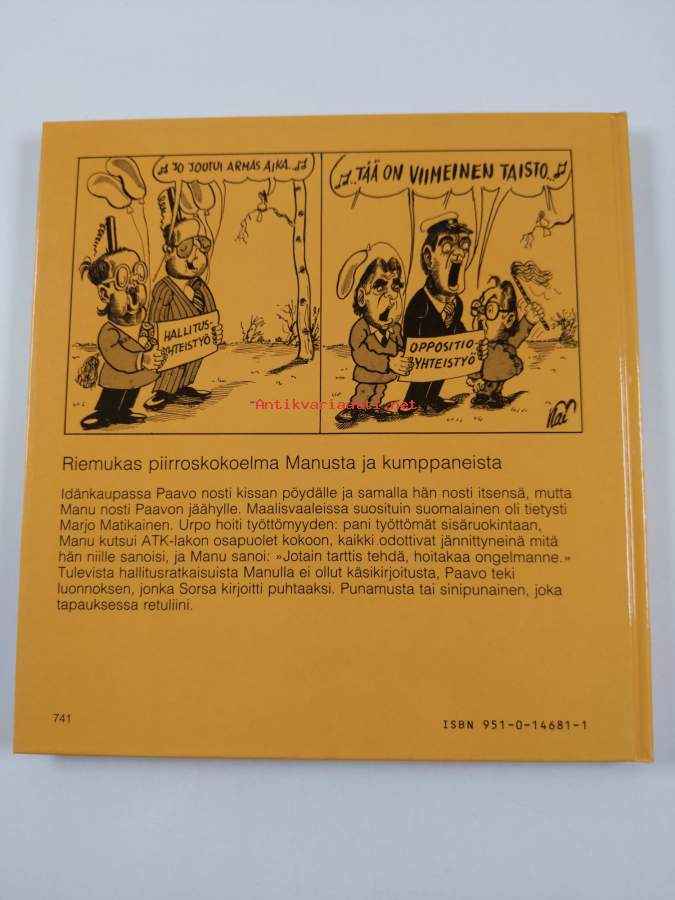 JO JOUTUI ARMAS AIKA...
..TÄÄ ON VIIMEINEN TAISTO..
HALLITUS-
YHTEISTYÖ
OPPOSITIO-
YHTEISTYÖ
Antikvariaatti.net
Kari
Riemukas piirroskokoelma Manusta ja kumppaneista
Idänkaupassa Paavo nosti kissan pöydälle ja samalla hän nosti itsensä, mutta
Manu nosti Paavon jäähylle. Maalisvaaleissa suosituin suomalainen oli tietysti
Marjo Matikainen. Urpo hoiti työttömyyden: pani työttömät sisäruokintaan,
Manu kutsui ATK-lakon osapuolet kokoon, kaikki odottivat jännittyneinä mitä
hän niille sanoisi, ja Manu sanoi: »Jotain tarttis tehdä, hoitakaa ongelmanne.»
Tulevista hallitusratkaisuista Manulla ei ollut käsikirjoitusta, Paavo teki
luonnoksen, jonka Sorsa kirjoitti puhtaaksi. Punamusta tai sinipunainen, joka
tapauksessa retuliini.
741
ISBN 951-0-14681-1